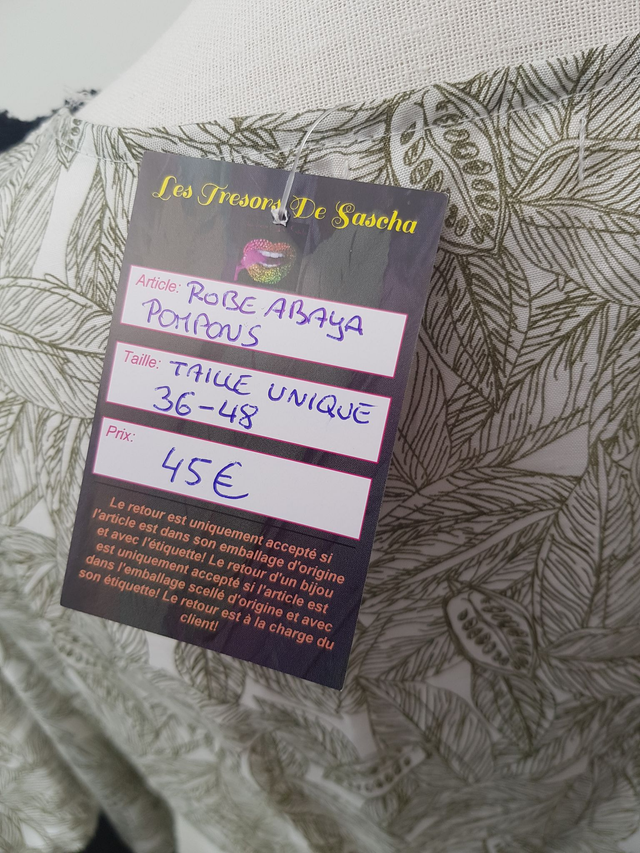 Les Tresors De Sascha
Article: ROBE ABAYA
POMPONS
Taille: TAILLE UNIQUE
36-48
Prix:
45€
Le retour est uniquement accepté si
l'article est dans son emballage d'origine
et avec l'étiquette! Le retour d'un bijou
est uniquement accepté si l'article est
dans l'emballage scellé d'origine et avec
son étiquette! Le retour est à la charge du
client!